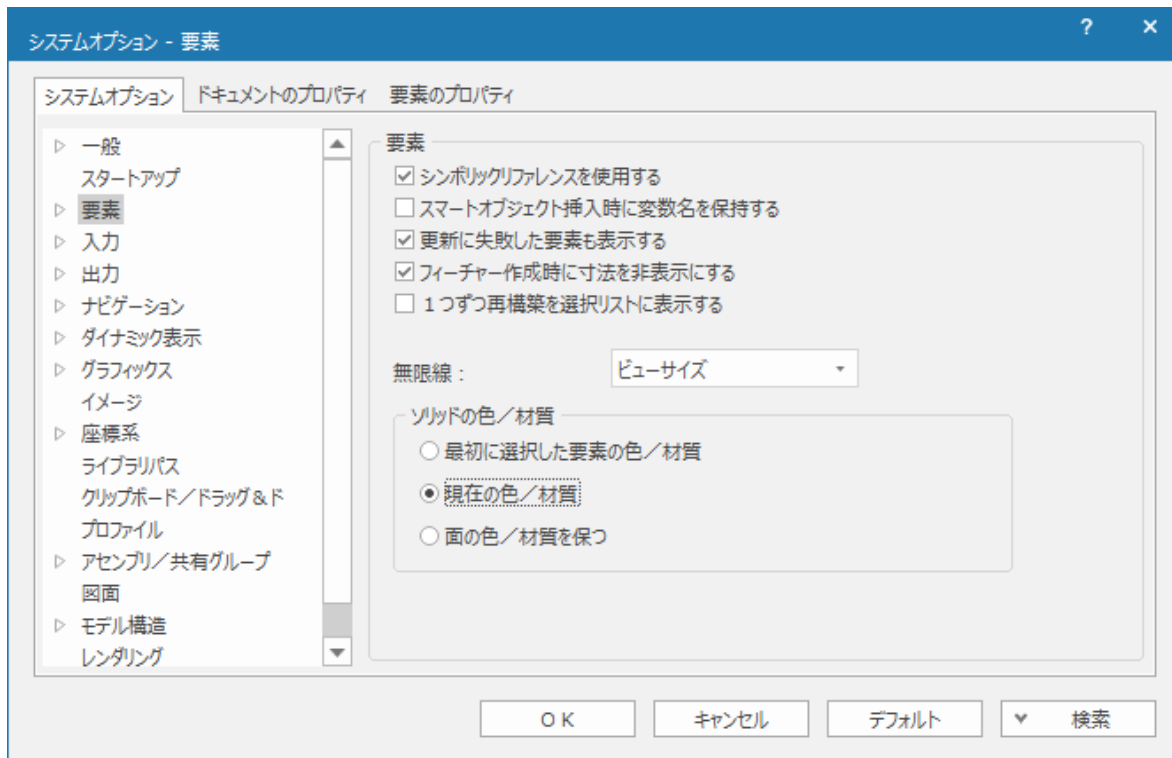 システムオプション - 要素
? ×
システムオプション ドキュメントのプロパティ 要素のプロパティ
一般
スタートアップ
要素
入力
出力
ナビゲーション
ダイナミック表示
グラフィックス
イメージ
座標系
ライブラリパス
クリップボード／ドラッグ＆ド
プロファイル
アセンブリ／共有グループ
図面
モデル構造
レンダリング
要素
シンボリックリファレンスを使用する
スマートオブジェクト挿入時に変数名を保持する
更新に失敗した要素も表示する
フィーチャー作成時に寸法を非表示にする
１つずつ再構築を選択リストに表示する
無限線： ビューサイズ
ソリッドの色／材質
最初に選択した要素の色／材質
現在の色／材質
面の色／材質を保つ
ＯＫ キャンセル デフォルト 検索